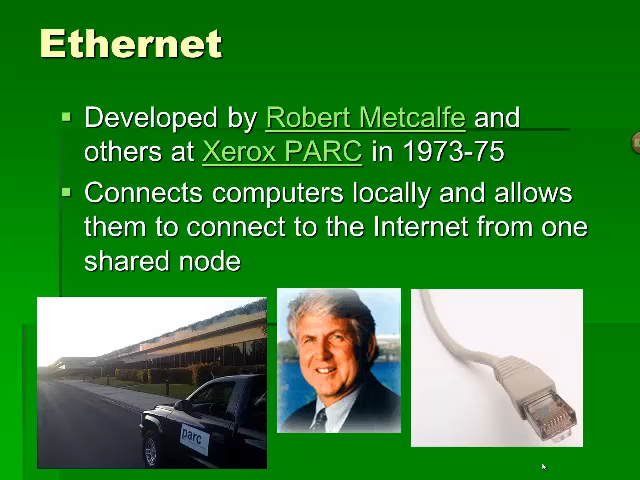 Ethernet
Developed by Robert Metcalfe and
others at Xerox PARC in 1973-75
Connects computers locally and allows
them to connect to the Internet from one
shared node
parc